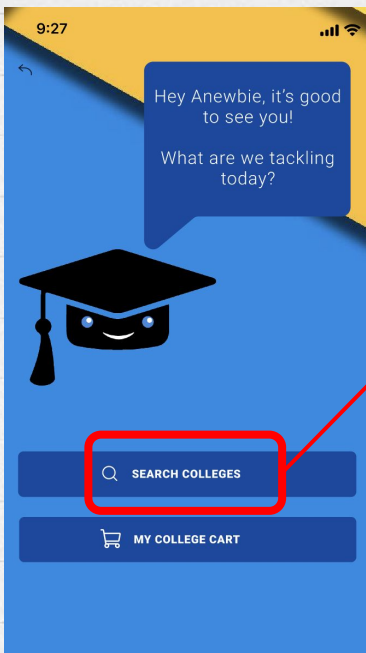 9:27
Hey Anewbie, it's good
to see you!
What are we tackling
today?
SEARCH COLLEGES
MY COLLEGE CART